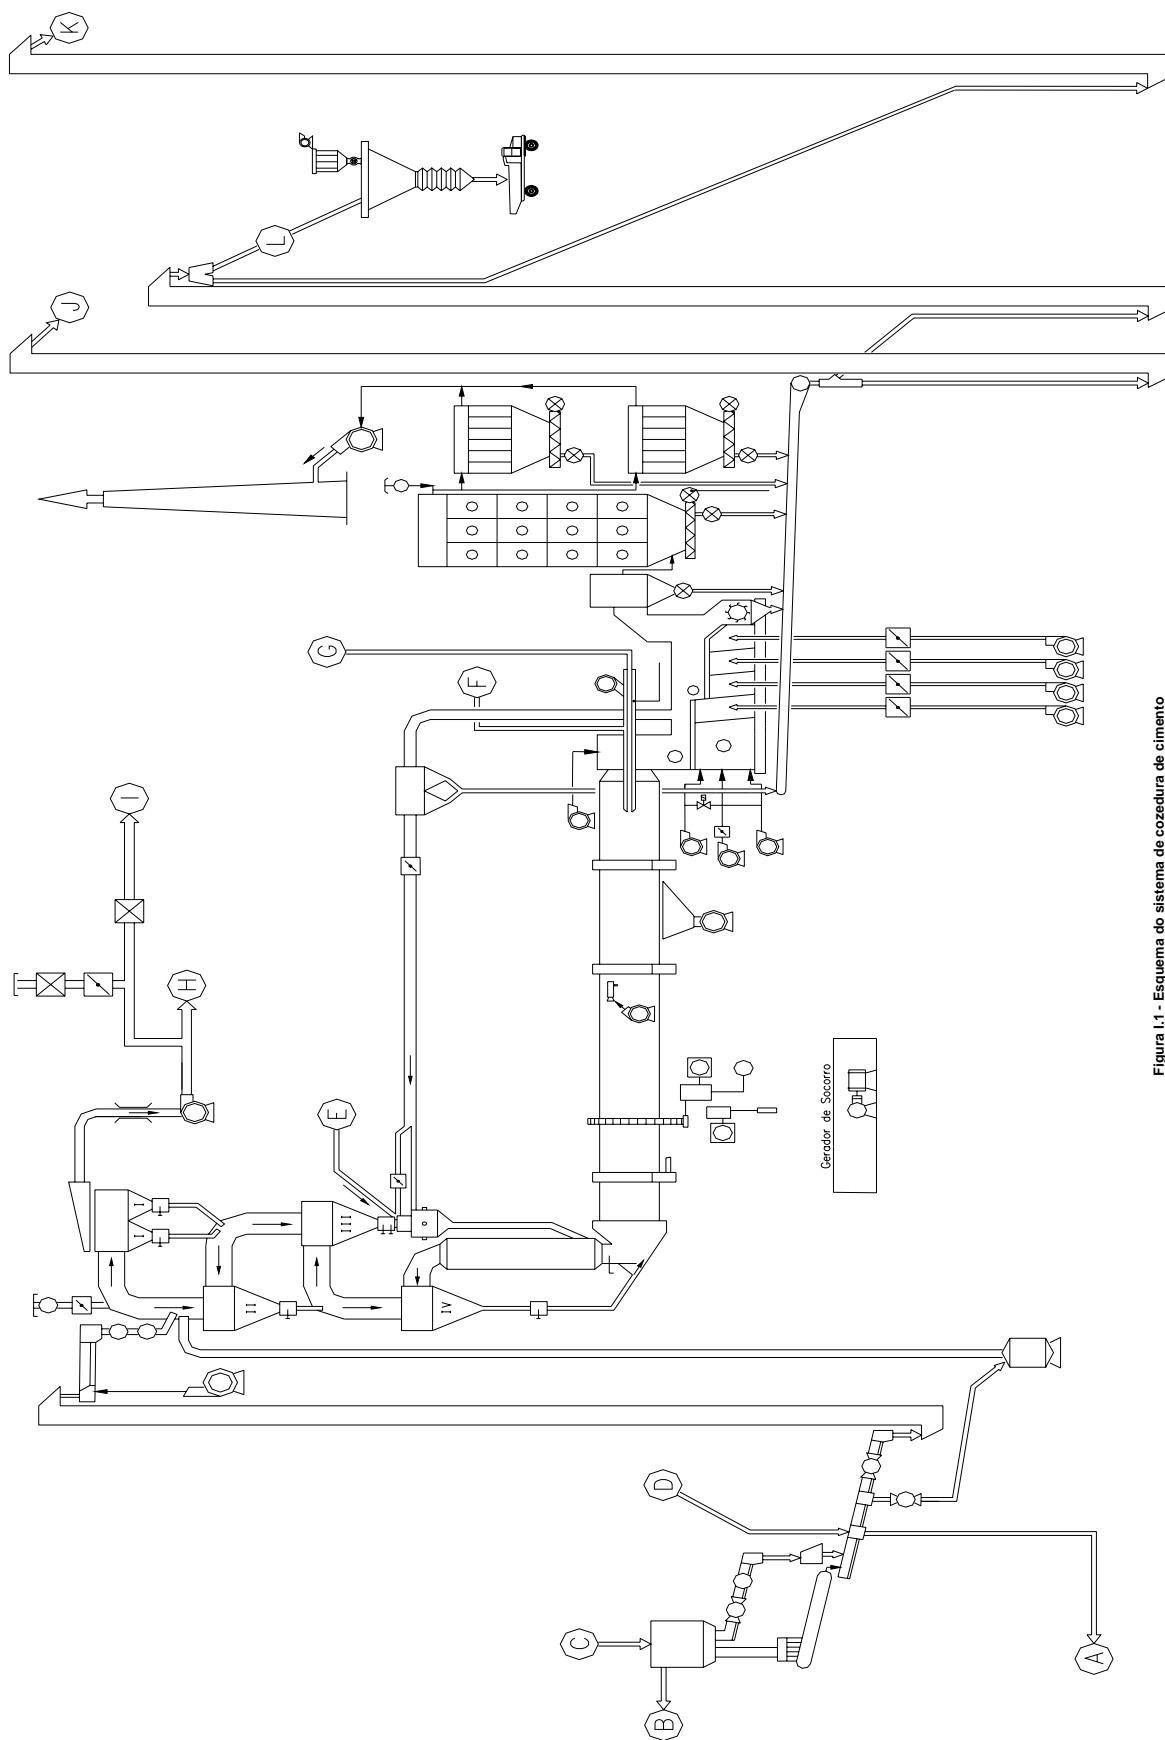 K
L
J
G
F
I
H
E
I
I
III
II
IV
Gerador de Socorro
D
C
B
A
Figura I.1 - Esquema do sistema de cozedura de cimento